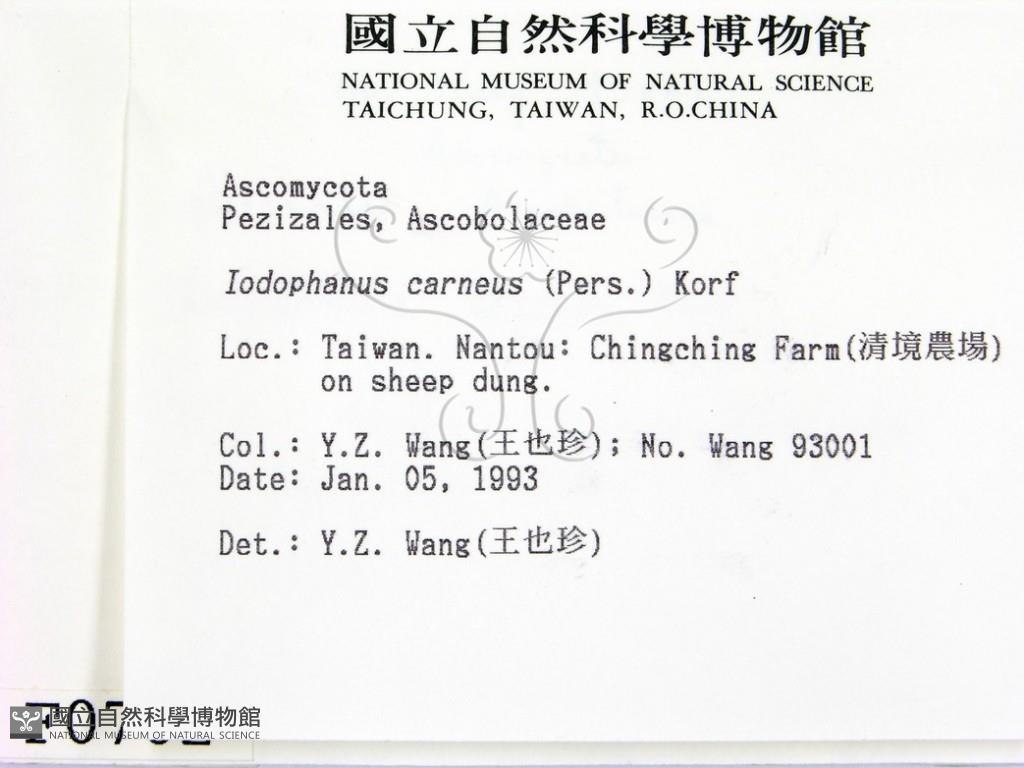 國立自然科學博物館
NATIONAL MUSEUM OF NATURAL SCIENCE
TAICHUNG, TAIWAN, R.O.CHINA
Ascomycota
Pezizales, Ascobolaceae
Iodophanus carneus (Pers.) Korf
Loc.: Taiwan. Nantou: Chingching Farm(清境農場)
on sheep dung.
Col.: Y.Z. Wang(王也珍); No. Wang 93001
Date: Jan. 05, 1993
Det.: Y.Z. Wang(王也珍)
國立自然科學博物館
NATIONAL MUSEUM OF NATURAL SCIENCE